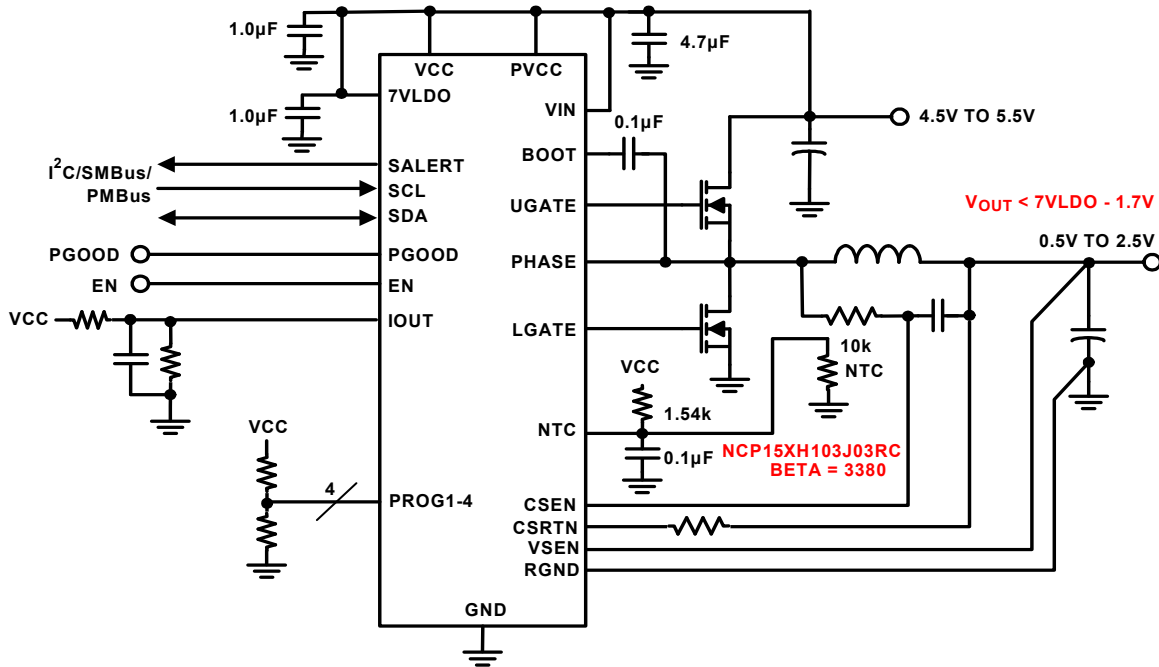 1.0µF
4.7µF
VCC
PVCC
7VLDO
VIN
1.0µF
0.1µF
4.5V TO 5.5V
BOOT
I²C/SMBus/
PMBus
SALERT
SCL
SDA
UGATE
VOUT < 7VLDO - 1.7V
0.5V TO 2.5V
PGOOD
PGOOD
PHASE
EN
EN
VCC
IOUT
LGATE
10k
NTC
VCC
1.54k
NTC
0.1µF
NCP15XH103J03RC
BETA = 3380
VCC
4
PROG1-4
CSEN
CSRTN
VSEN
RGND
GND